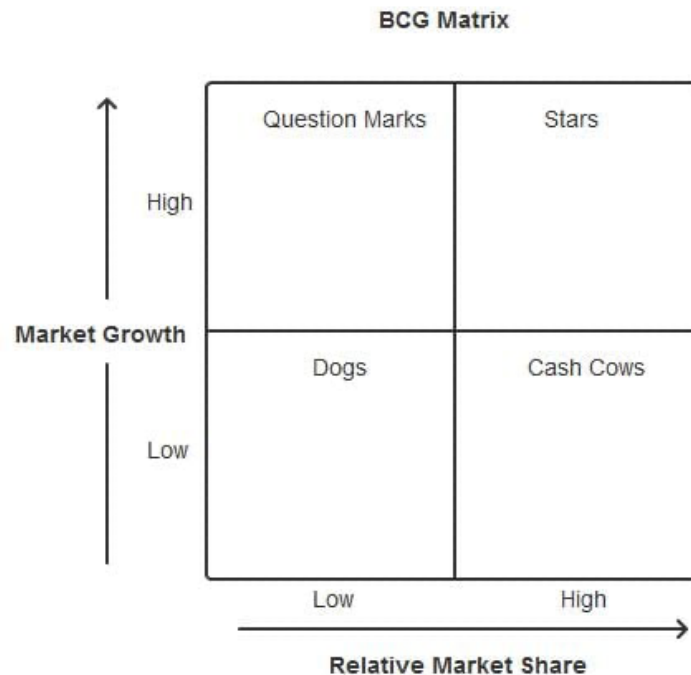 BCG Matrix
Question Marks
Stars
High
Market Growth
Dogs
Cash Cows
Low
Low
High
Relative Market Share